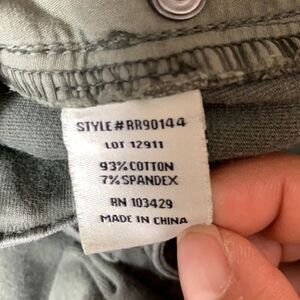 STYLE#RR90144
LOT 12911
93%COTTON
7%SPANDEX
RN 103429
MADE IN CHINA